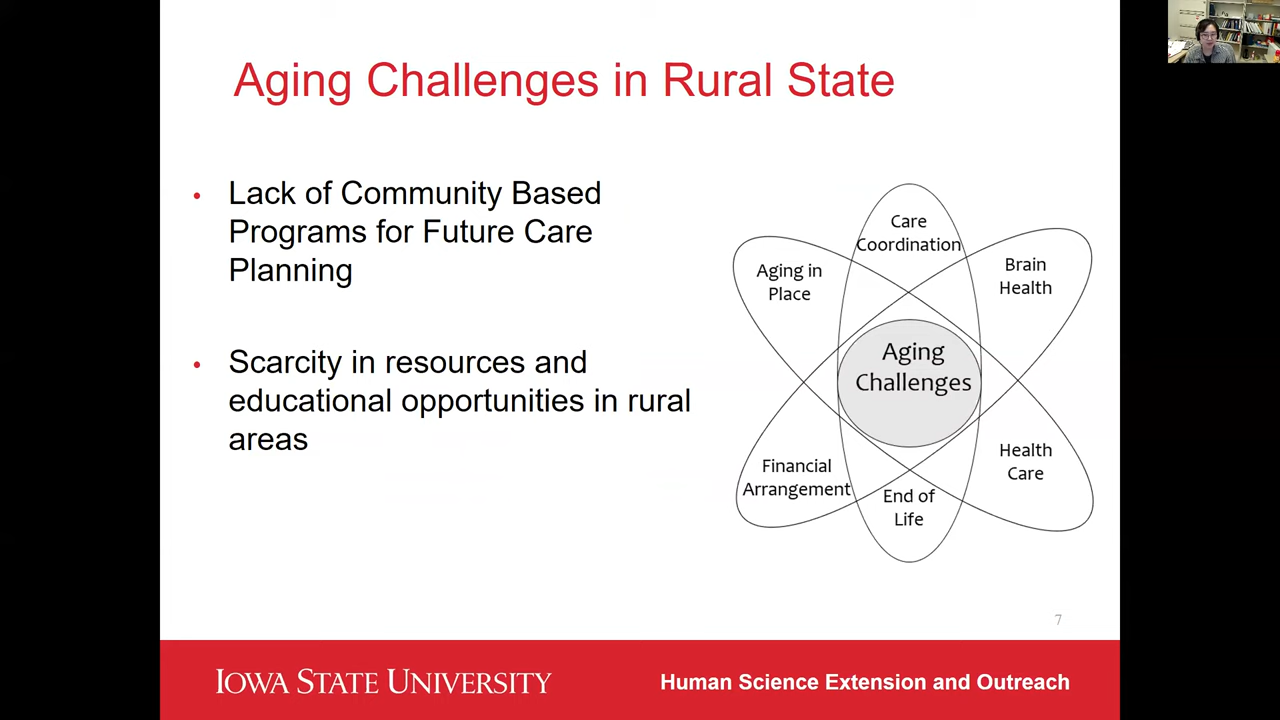 Aging Challenges in Rural State
• Lack of Community Based
Programs for Future Care
Planning
• Scarcity in resources and
educational opportunities in rural
areas
Care
Coordination
Brain
Health
Aging in
Place
Aging
Challenges
Financial
Arrangement
End of
Life
Health
Care
7
IOWA STATE UNIVERSITY
Human Science Extension and Outreach